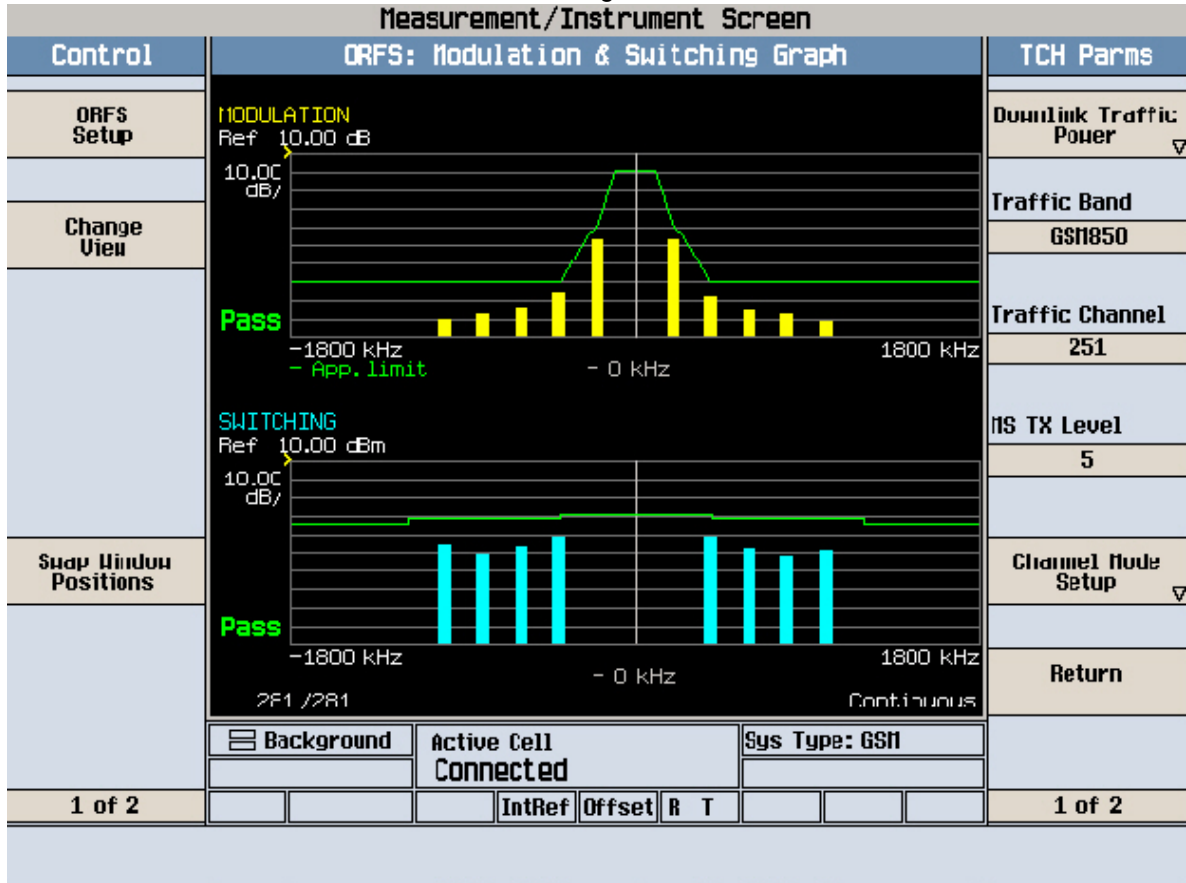 Measurement/Instrument Screen
Control
ORFS: Modulation & Switching Graph
TCH Parms
ORFS
Setup
Change
View
Swap Window
Positions
1 of 2
MODULATION
Ref 10.00 dB
10.00
dB/
Pass
-1800 kHz
1800 kHz
- App.limit
- 0 kHz
SWITCHING
Ref 10.00 dBm
10.00
dB/
Pass
-1800 kHz
1800 kHz
- 0 kHz
281 /281
Continuous
Background
Active Cell
Connected
Sys Type: GSM
IntRef
Offset
R T
Downlink Traffic
Power
Traffic Band
GSM850
Traffic Channel
251
MS TX Level
5
Channel Mode
Setup
Return
1 of 2